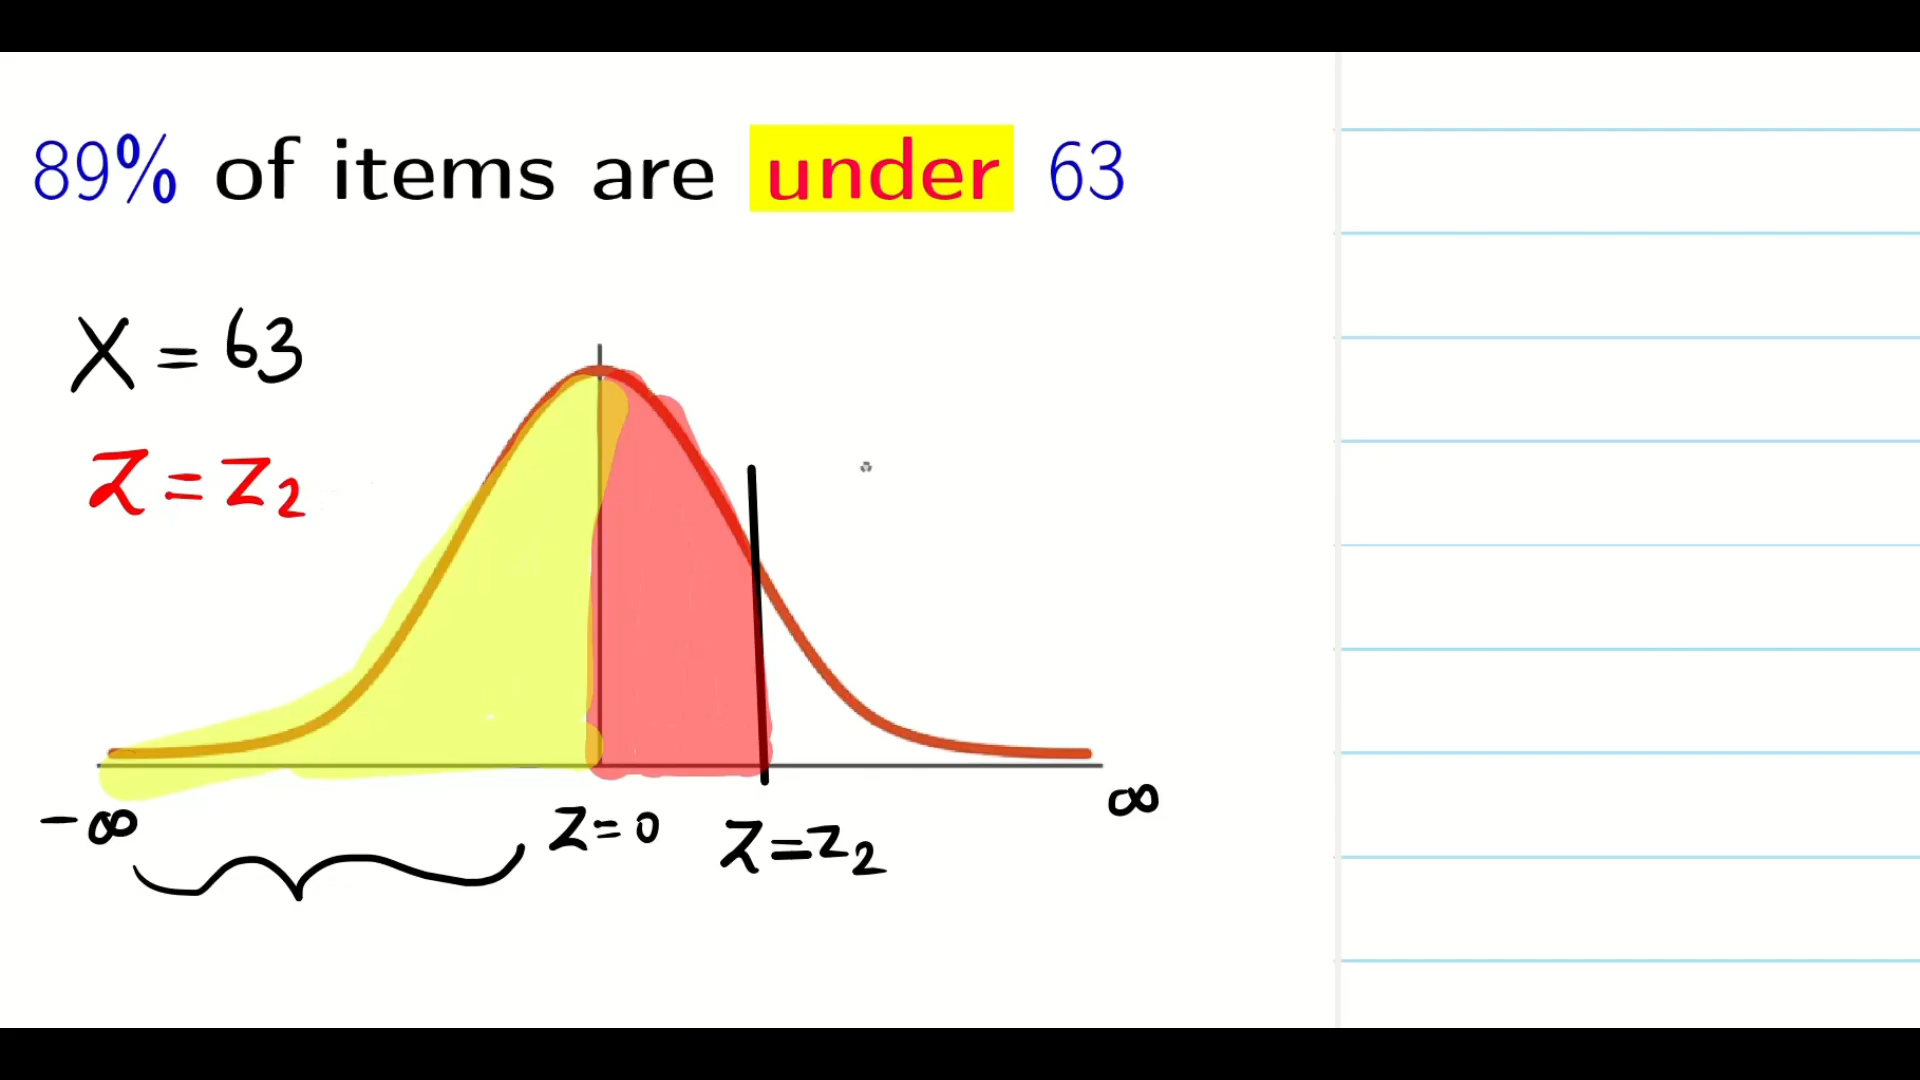 89% of items are under 63
X = 63
Z = Z₂
-∞
Z=0
Z=Z₂
∞